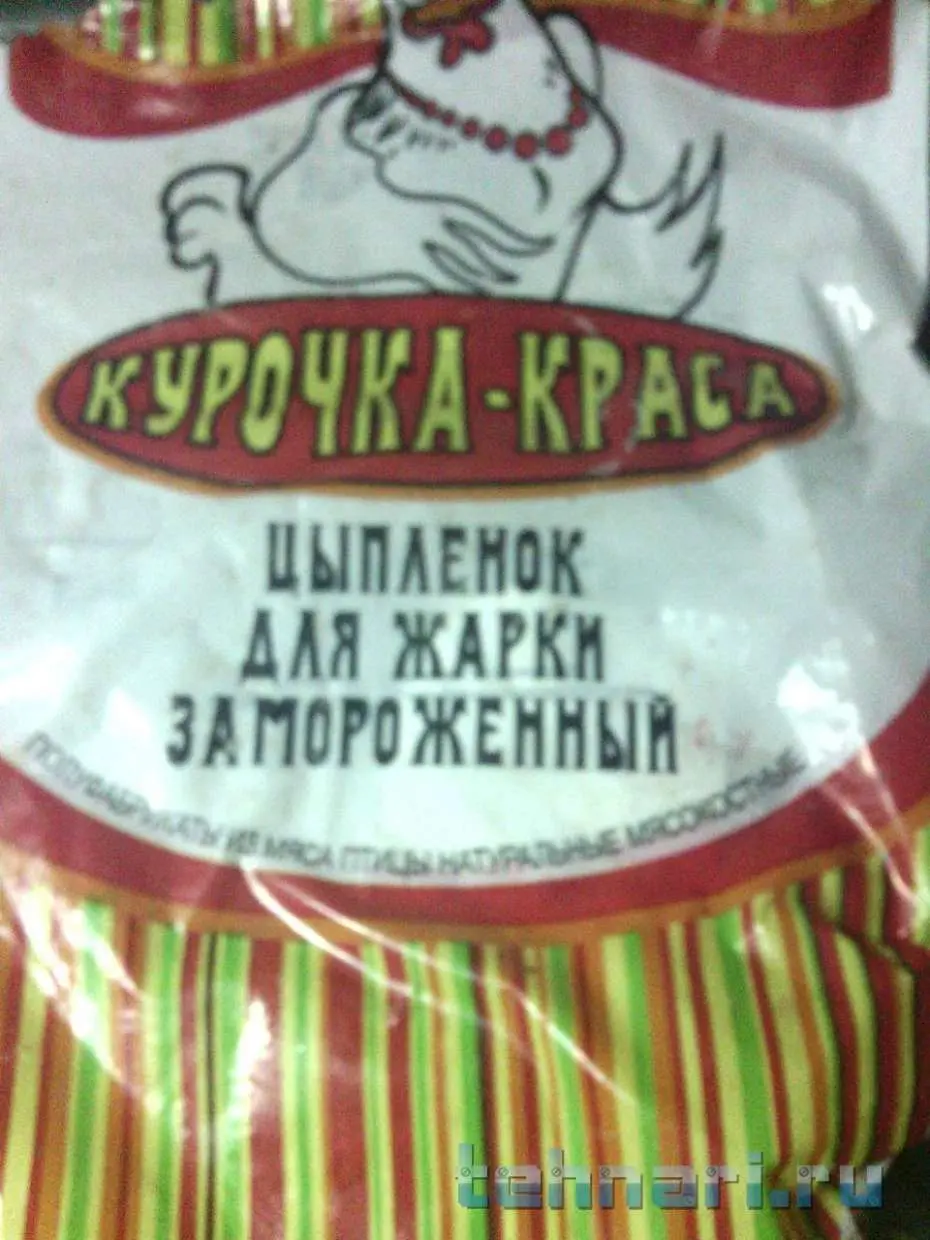 КУРОЧКА-КРАСА
ЦЫПЛЕНОК
ДЛЯ ЖАРКИ
ЗАМОРОЖЕННЫЙ
ПОЛУФАБРИКАТЫ ИЗ МЯСА ПТИЦЫ НАТУРАЛЬНЫЕ МЯСОКОСТНЫЕ
tehnari.ru